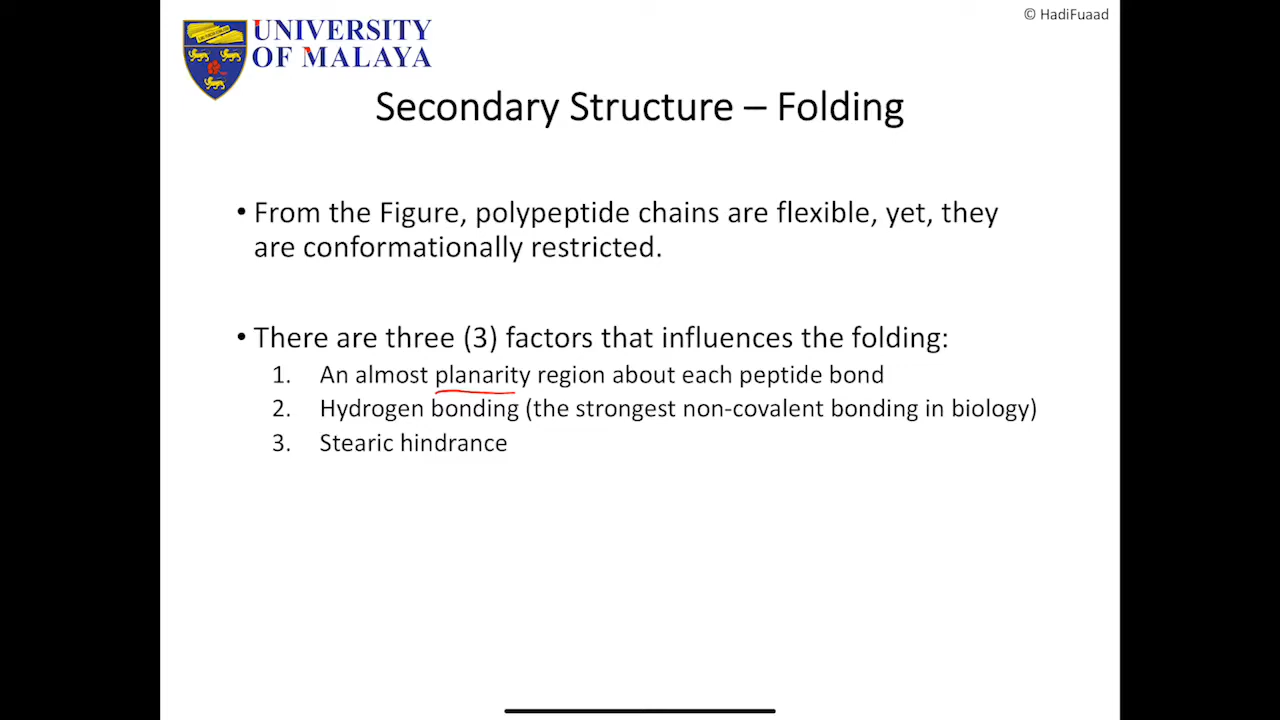 © HadiFuaad
UNIVERSITY
OF MALAYA
Secondary Structure – Folding
• From the Figure, polypeptide chains are flexible, yet, they
are conformationally restricted.
• There are three (3) factors that influences the folding:
1. An almost planarity region about each peptide bond
2. Hydrogen bonding (the strongest non-covalent bonding in biology)
3. Stearic hindrance